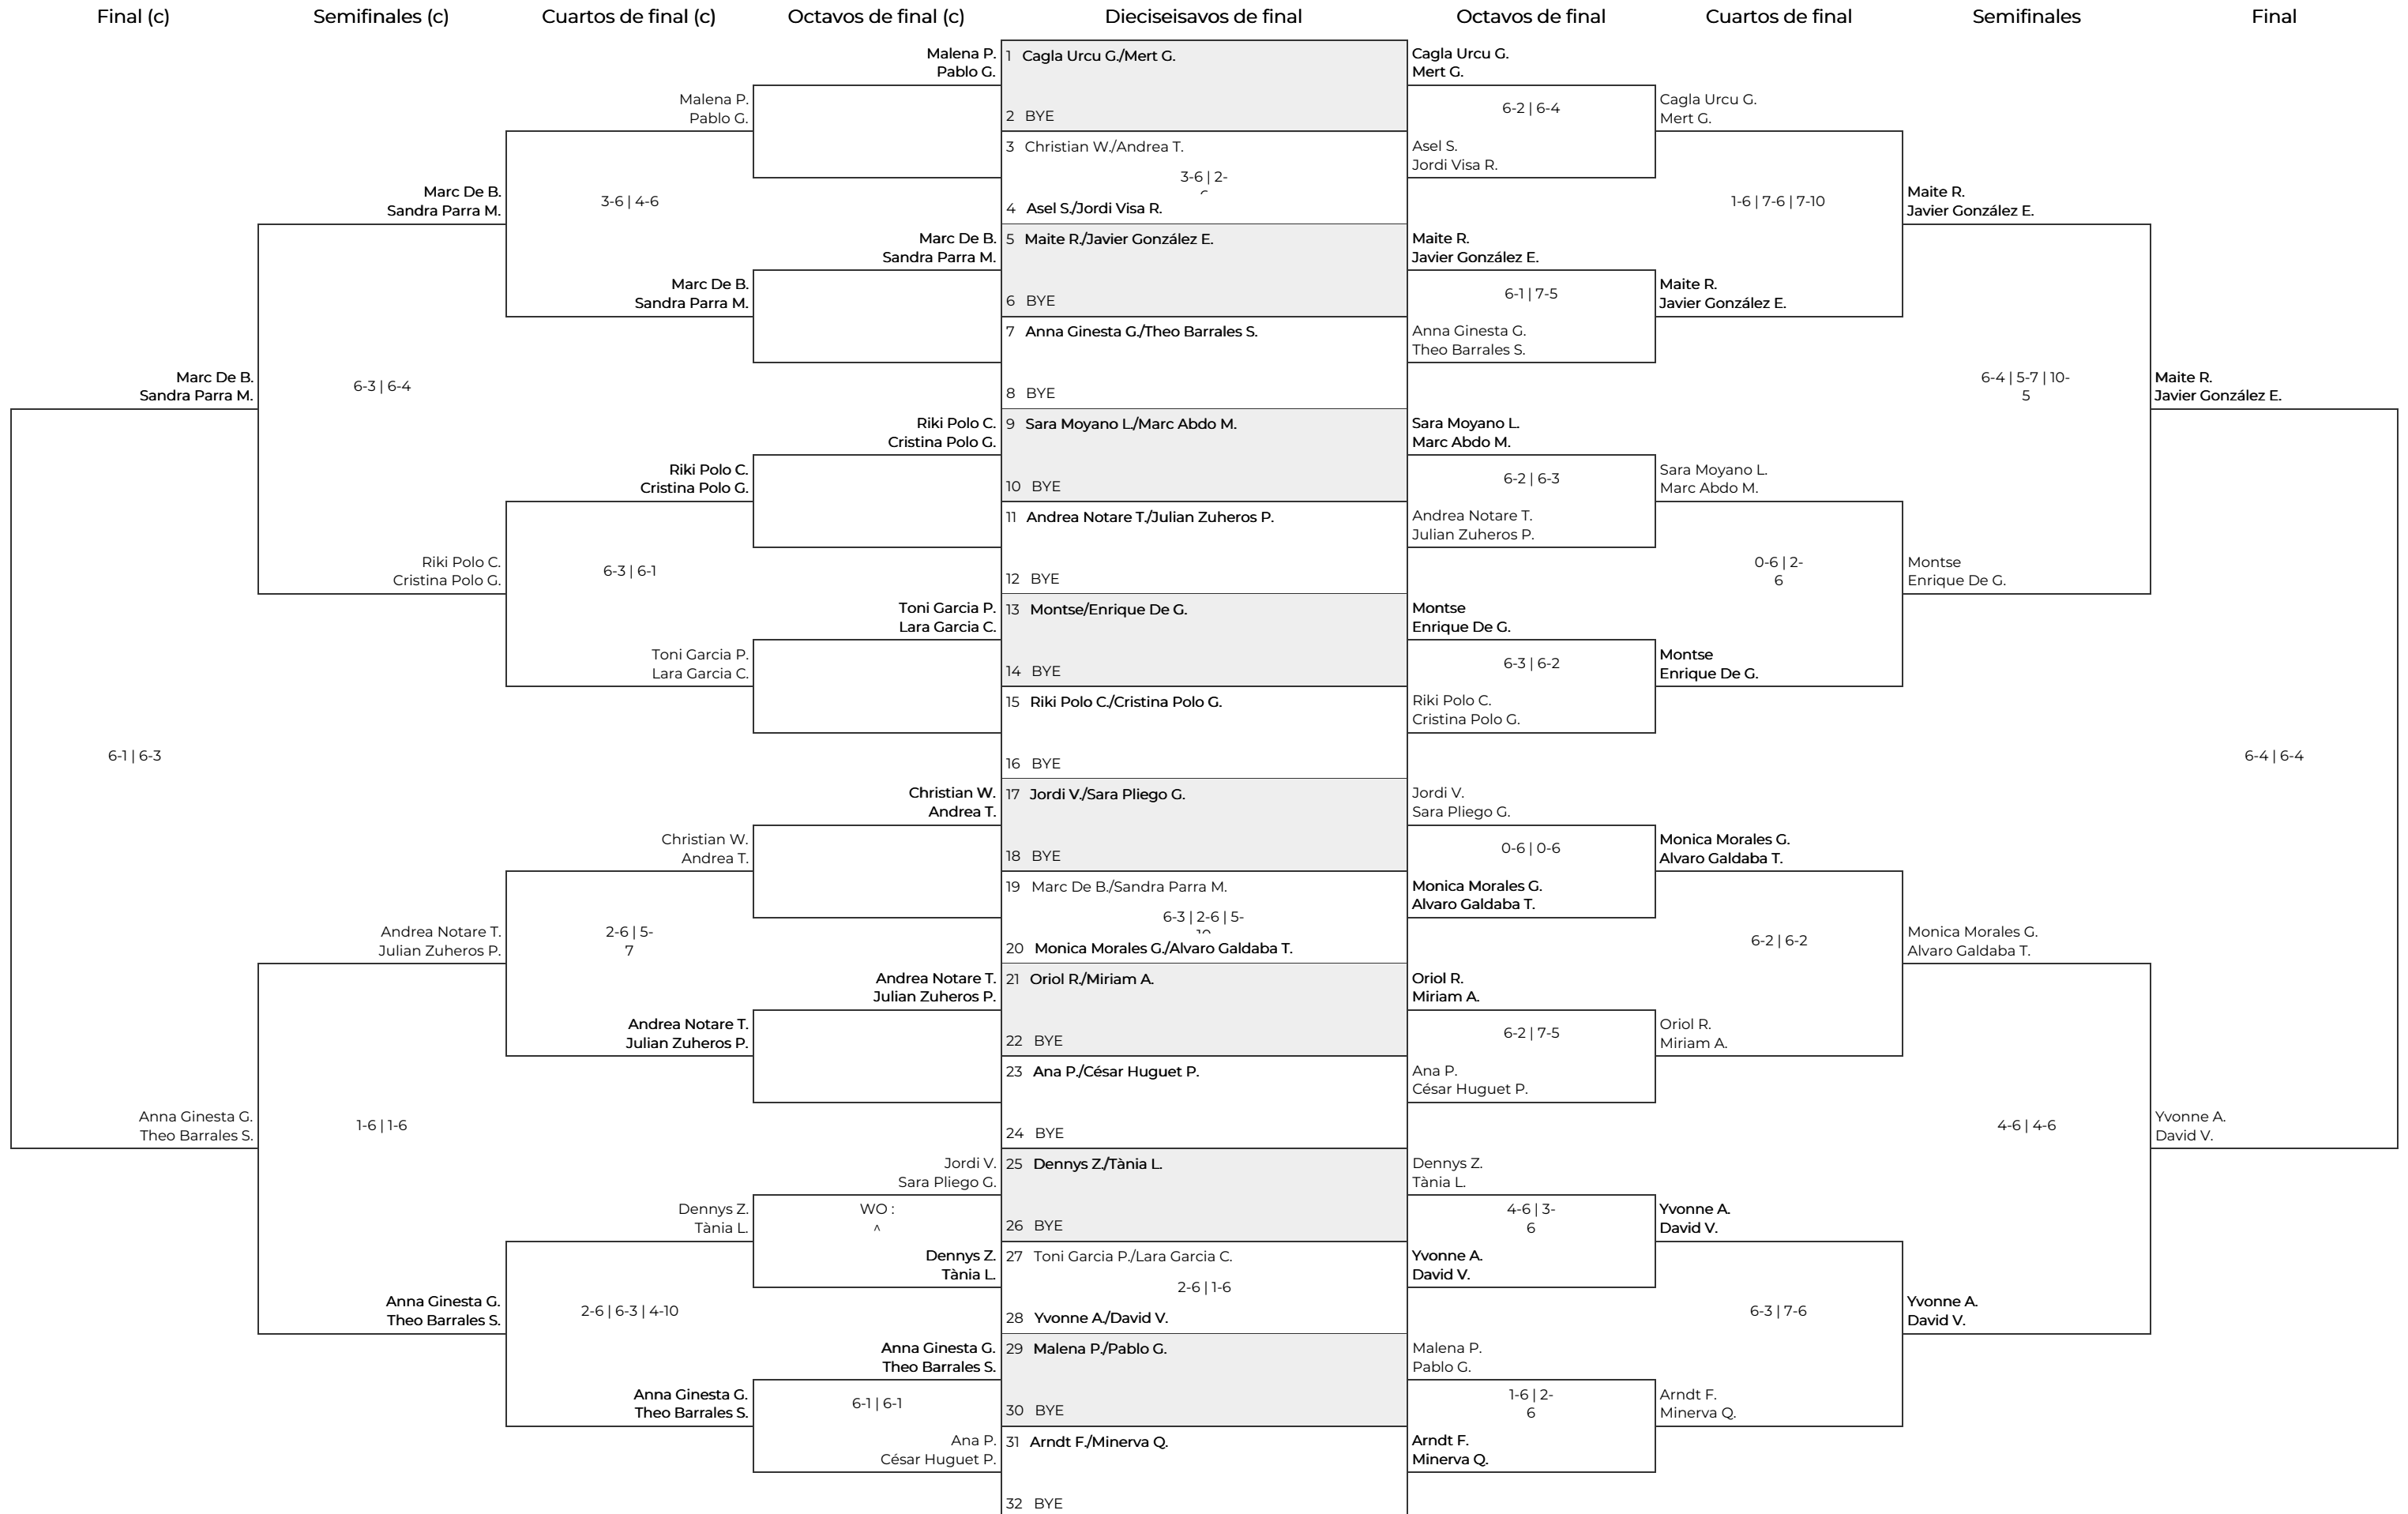 Final (c)
Semifinales (c)
Cuartos de final (c)
Octavos de final (c)
Dieciseisavos de final
Octavos de final
Cuartos de final
Semifinales
Final
Marc De B.
Sandra Parra M.
6-1 | 6-3
Anna Ginesta G.
Theo Barrales S.
Marc De B.
Sandra Parra M.
6-3 | 6-4
Riki Polo C.
Cristina Polo G.
Andrea Notare T.
Julian Zuheros P.
1-6 | 1-6
Anna Ginesta G.
Theo Barrales S.
Malena P.
Pablo G.
3-6 | 4-6
Marc De B.
Sandra Parra M.
Riki Polo C.
Cristina Polo G.
6-3 | 6-1
Toni Garcia P.
Lara Garcia C.
Christian W.
Andrea T.
2-6 | 5-
7
Andrea Notare T.
Julian Zuheros P.
Dennys Z.
Tània L.
2-6 | 6-3 | 4-10
Anna Ginesta G.
Theo Barrales S.
Malena P.
Pablo G.
Marc De B.
Sandra Parra M.
Riki Polo C.
Cristina Polo G.
Toni Garcia P.
Lara Garcia C.
Christian W.
Andrea T.
Andrea Notare T.
Julian Zuheros P.
Jordi V.
Sara Pliego G.
WO :
^
Dennys Z.
Tània L.
Anna Ginesta G.
Theo Barrales S.
6-1 | 6-1
Ana P.
César Huguet P.
1 Cagla Urcu G./Mert G.
2 BYE
3 Christian W./Andrea T.
3-6 | 2-
4 Asel S./Jordi Visa R.
5 Maite R./Javier González E.
6 BYE
7 Anna Ginesta G./Theo Barrales S.
8 BYE
9 Sara Moyano L./Marc Abdo M.
10 BYE
11 Andrea Notare T./Julian Zuheros P.
12 BYE
13 Montse/Enrique De G.
14 BYE
15 Riki Polo C./Cristina Polo G.
16 BYE
17 Jordi V./Sara Pliego G.
18 BYE
19 Marc De B./Sandra Parra M.
6-3 | 2-6 | 5-
20 Monica Morales G./Alvaro Galdaba T.
21 Oriol R./Miriam A.
22 BYE
23 Ana P./César Huguet P.
24 BYE
25 Dennys Z./Tània L.
26 BYE
27 Toni Garcia P./Lara Garcia C.
2-6 | 1-6
28 Yvonne A./David V.
29 Malena P./Pablo G.
30 BYE
31 Arndt F./Minerva Q.
32 BYE
Cagla Urcu G.
Mert G.
6-2 | 6-4
Asel S.
Jordi Visa R.
Maite R.
Javier González E.
6-1 | 7-5
Anna Ginesta G.
Theo Barrales S.
Sara Moyano L.
Marc Abdo M.
6-2 | 6-3
Andrea Notare T.
Julian Zuheros P.
Montse
Enrique De G.
6-3 | 6-2
Riki Polo C.
Cristina Polo G.
Jordi V.
Sara Pliego G.
0-6 | 0-6
Monica Morales G.
Alvaro Galdaba T.
Oriol R.
Miriam A.
6-2 | 7-5
Ana P.
César Huguet P.
Dennys Z.
Tània L.
4-6 | 3-
6
Yvonne A.
David V.
Malena P.
Pablo G.
1-6 | 2-
6
Arndt F.
Minerva Q.
Cagla Urcu G.
Mert G.
1-6 | 7-6 | 7-10
Maite R.
Javier González E.
Sara Moyano L.
Marc Abdo M.
0-6 | 2-
6
Montse
Enrique De G.
Monica Morales G.
Alvaro Galdaba T.
6-2 | 6-2
Oriol R.
Miriam A.
Yvonne A.
David V.
6-3 | 7-6
Arndt F.
Minerva Q.
Maite R.
Javier González E.
6-4 | 5-7 | 10-
5
Montse
Enrique De G.
Monica Morales G.
Alvaro Galdaba T.
4-6 | 4-6
Yvonne A.
David V.
Maite R.
Javier González E.
6-4 | 6-4
Yvonne A.
David V.